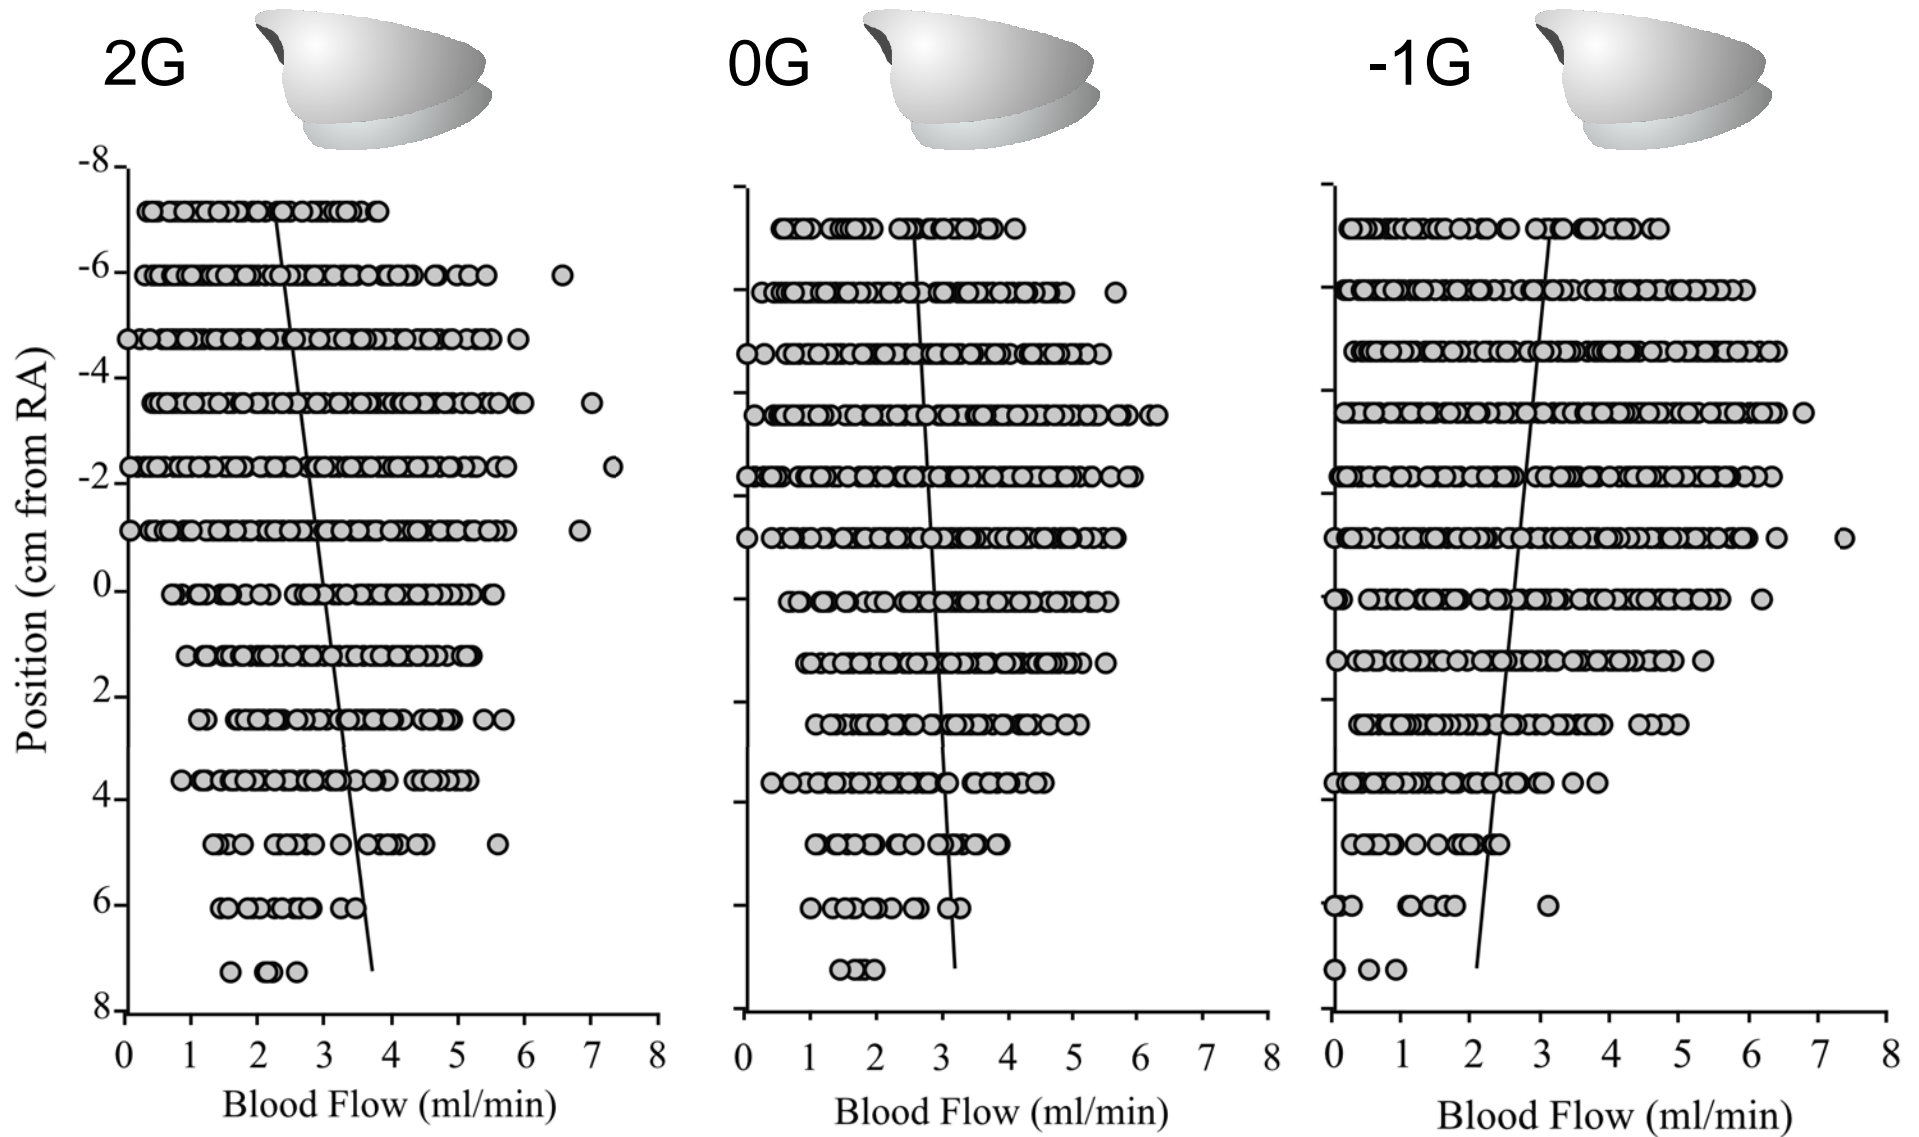 2G
0G
-1G
Position (cm from RA)
-8
-6
-4
-2
0
2
4
6
8
0 1 2 3 4 5 6 7 8
Blood Flow (ml/min)
0 1 2 3 4 5 6 7 8
Blood Flow (ml/min)
0 1 2 3 4 5 6 7 8
Blood Flow (ml/min)